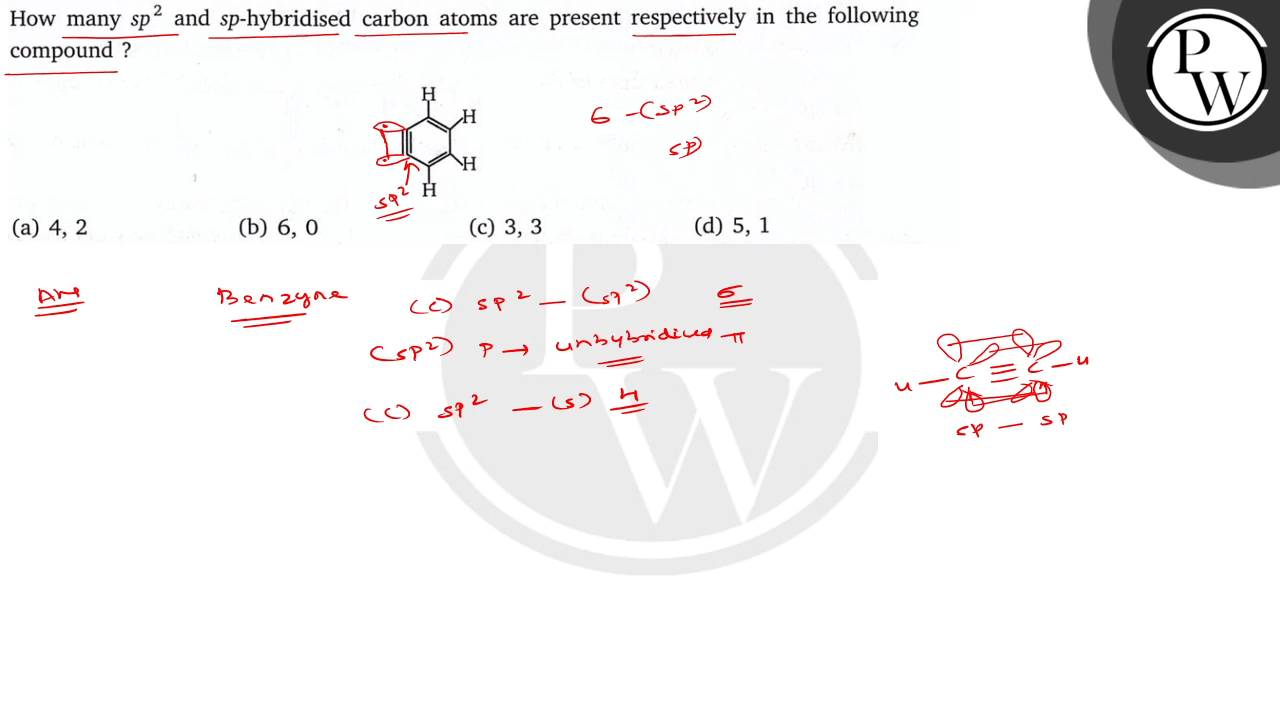 How many sp² and sp-hybridised carbon atoms are present respectively in the following
compound ?
P
W
H
H
H
H
sp²
6 - (sp²)
sp
(a) 4, 2
(b) 6, 0
(c) 3, 3
(d) 5, 1
Ans
Benzyne
(C) sp² — (sp²) 6
(sp²) P → unhybridised π
(C) sp² — (s) 4
H — C ≡ C — H
sp — sp
P
W